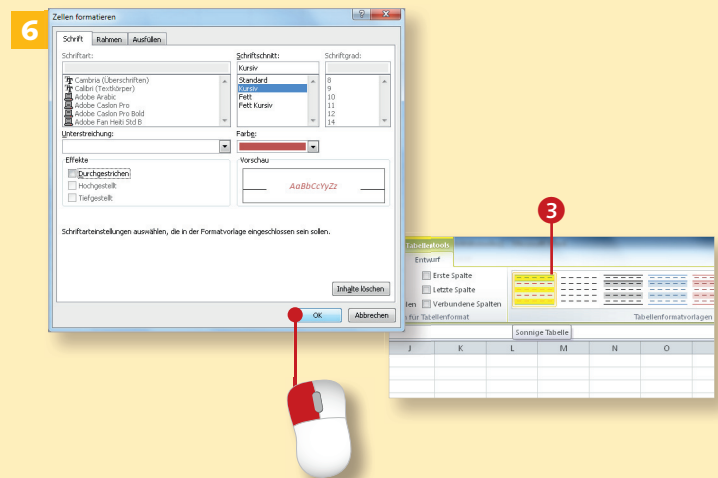 6
Zellen formatieren
Schrift Rahmen Ausfüllen
Schriftart: Schriftschnitt: Schriftgrad:
Kursiv
Cambria (Überschriften) Standard 8
Calibri (Textkörper) Kursiv 9
Adobe Arabic Fett 10
Adobe Caslon Pro Fett Kursiv 11
Adobe Caslon Pro Bold 12
Adobe Fan Heiti Std B 14
Unterstreichung: Farbe:
Effekte Vorschau
Durchgestrichen
Hochgestellt
Tiefgestellt
AaBbCcYyZz
Schriftarteinstellungen auswählen, die in der Formatvorlage eingeschlossen sein sollen.
Inhalte löschen
OK Abbrechen
3
Tabellentools
Entwurf
Erste Spalte
Letzte Spalte
Verbundene Spalten
für Tabellenformat Tabellenformatvorlagen
Sonnige Tabelle
J K L M N O